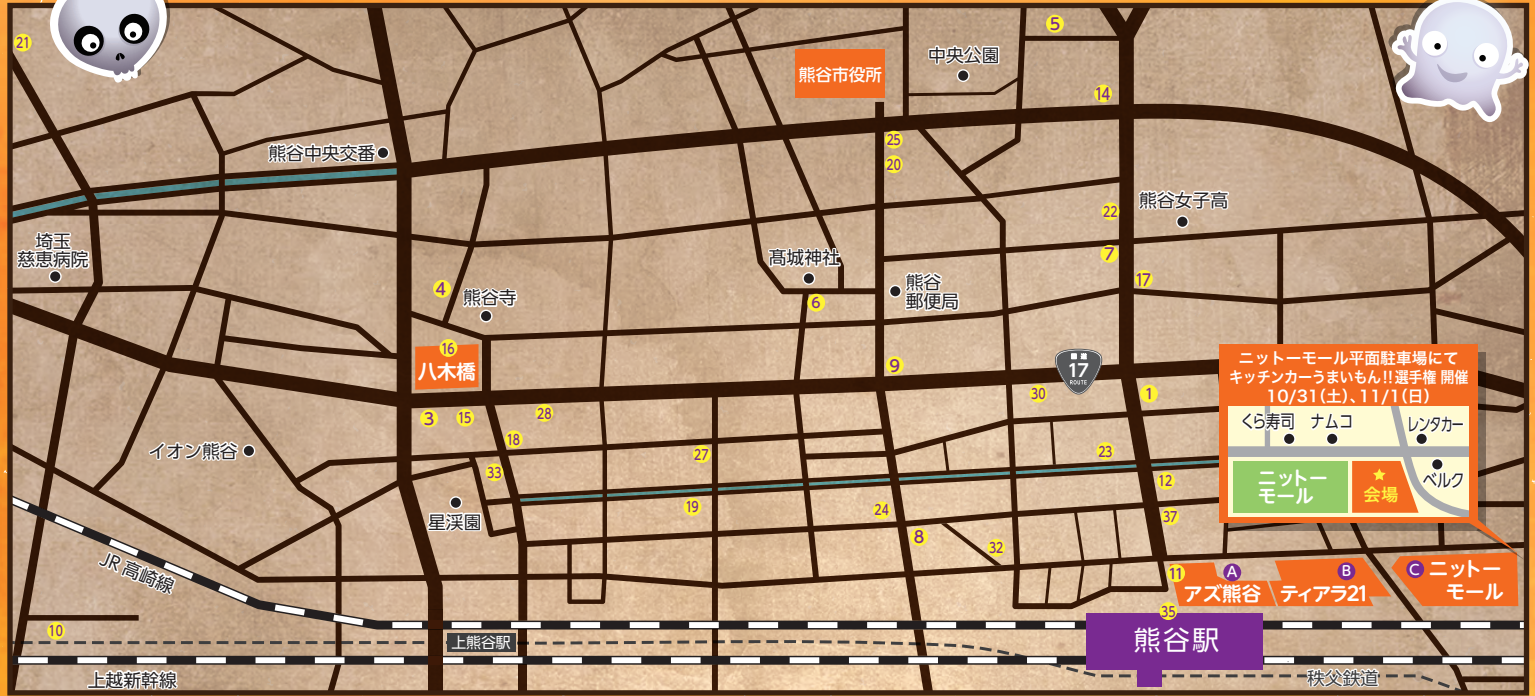 21
5
中央公園
熊谷市役所
14
25
熊谷中央交番
20
熊谷女子高
22
埼玉
慈恵病院
7
髙城神社
17
4
熊谷寺
6
熊谷
郵便局
16
八木橋
9
国道
17
ROUTE
30
1
3
15
28
18
イオン熊谷
27
23
33
12
星渓園
19
24
37
8
32
ニットーモール平面駐車場にて
キッチンカーうまいもん!!選手権 開催
10/31(土)、11/1(日)
くら寿司
ナムコ
レンタカー
ベルク
ニットー
モール
会場
JR 高崎線
11
A
アズ熊谷
B
ティアラ21
C ニットー
モール
35
10
上熊谷駅
熊谷駅
上越新幹線
秩父鉄道